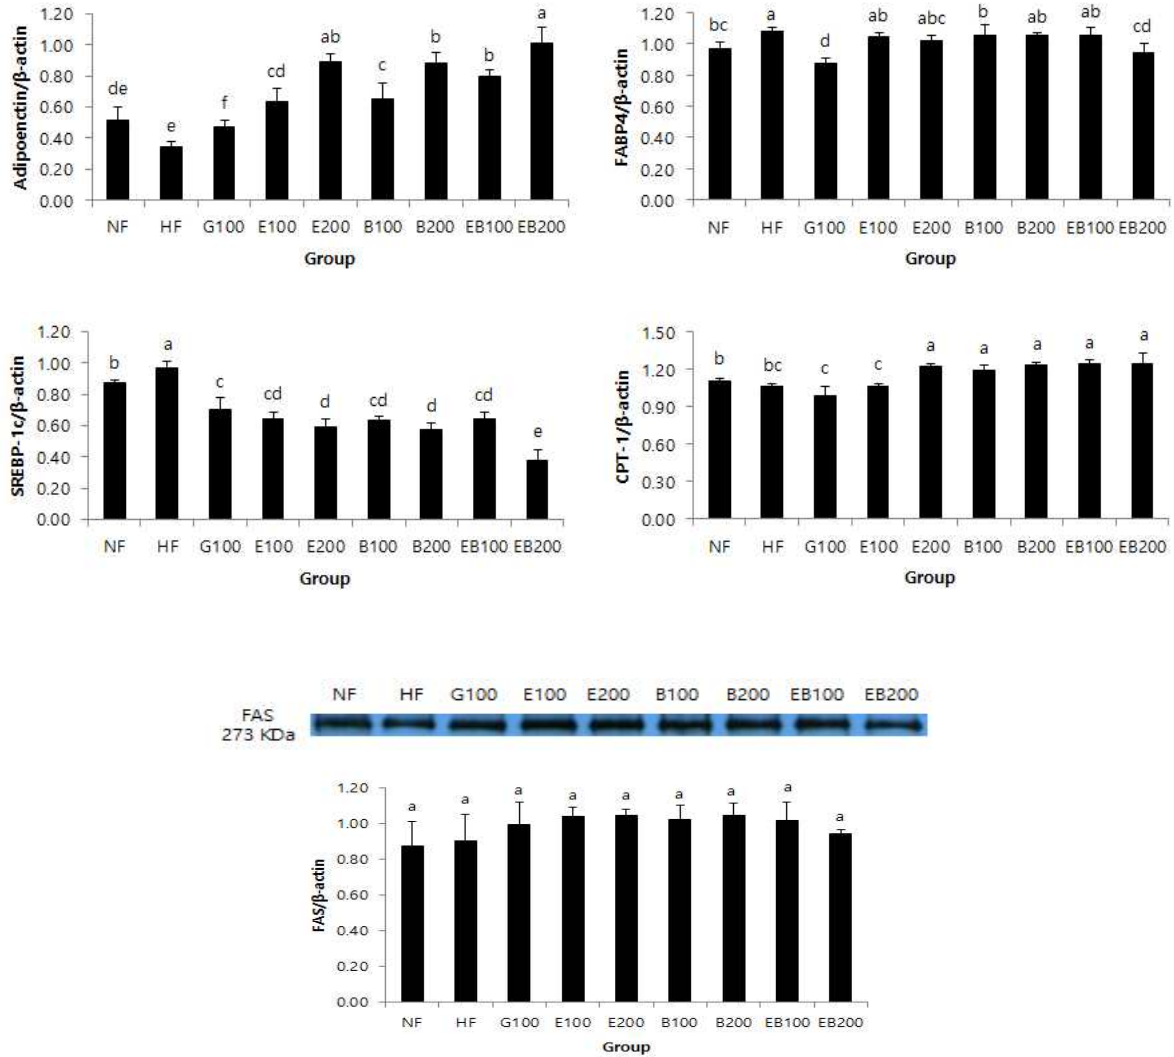 Adipoenctin/β-actin
1.20
1.00
0.80
0.60
0.40
0.20
0.00
de e f cd ab c b b a
NF HF G100 E100 E200 B100 B200 EB100 EB200
Group
FABP4/β-actin
1.20
1.00
0.80
0.60
0.40
0.20
0.00
bc a d ab abc b ab ab cd
NF HF G100 E100 E200 B100 B200 EB100 EB200
Group
SREBP-1c/β-actin
1.20
1.00
0.80
0.60
0.40
0.20
0.00
b a c cd d cd d cd e
NF HF G100 E100 E200 B100 B200 EB100 EB200
Group
CPT-1/β-actin
1.50
1.20
0.90
0.60
0.30
0.00
b bc c c a a a a a
NF HF G100 E100 E200 B100 B200 EB100 EB200
Group
NF HF G100 E100 E200 B100 B200 EB100 EB200
FAS
273 KDa
FAS/β-actin
1.20
1.00
0.80
0.60
0.40
0.20
0.00
a a a a a a a a a
NF HF G100 E100 E200 B100 B200 EB100 EB200
Group